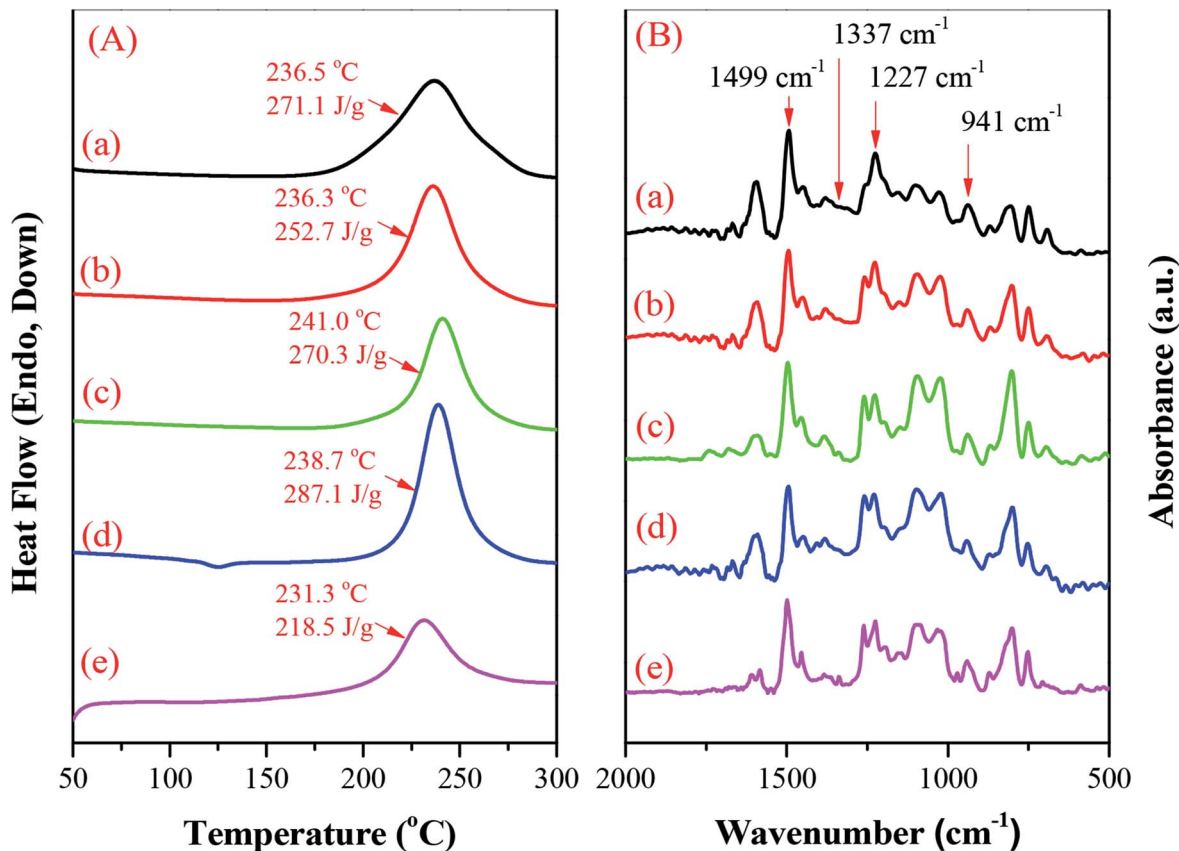 (A)
236.5 °C
271.1 J/g
(a)
236.3 °C
252.7 J/g
(b)
241.0 °C
270.3 J/g
(c)
238.7 °C
287.1 J/g
(d)
231.3 °C
218.5 J/g
(e)
50 100 150 200 250 300
Temperature (°C)
Heat Flow (Endo, Down)
(B)
1337 cm⁻¹
1499 cm⁻¹
1227 cm⁻¹
941 cm⁻¹
(a)
(b)
(c)
(d)
(e)
2000 1500 1000 500
Wavenumber (cm⁻¹)
Absorbance (a.u.)